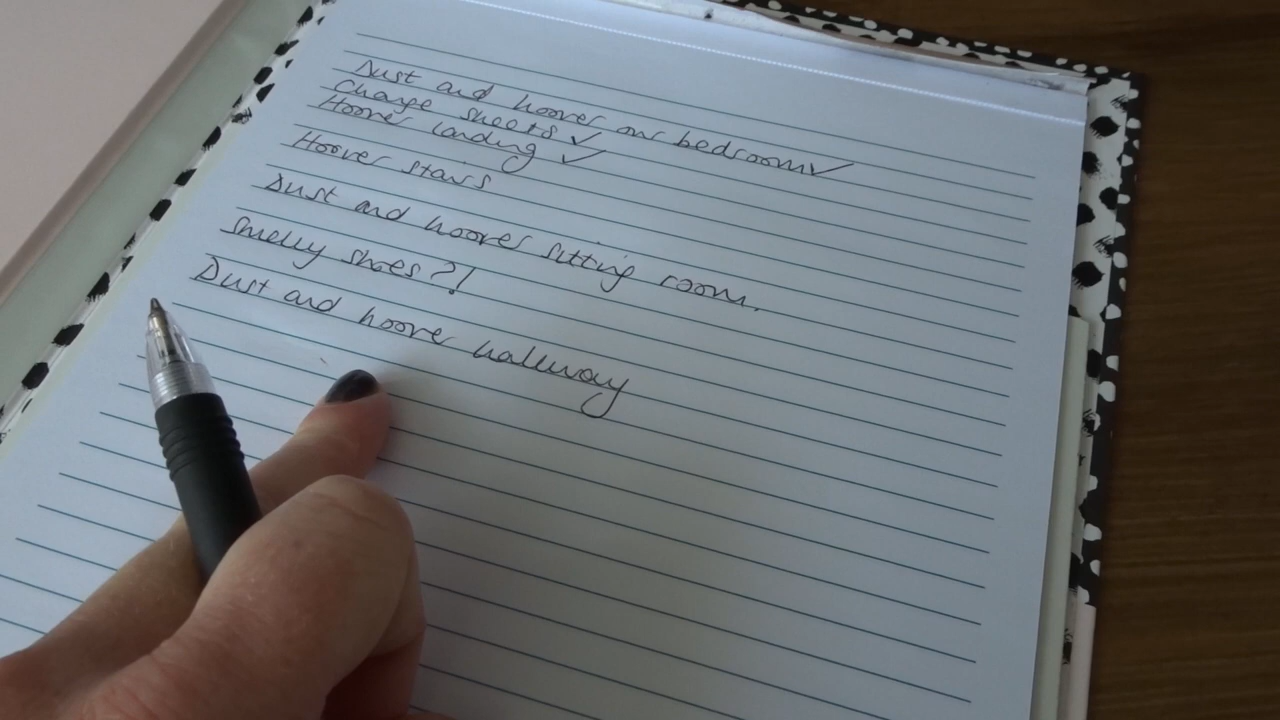 Dust and hoover our bedroom ✓
Change sheets ✓
Hoover landing ✓
Hoover stairs
Dust and hoover sitting room.
Smelly shoes?!
Dust and hoover hallway